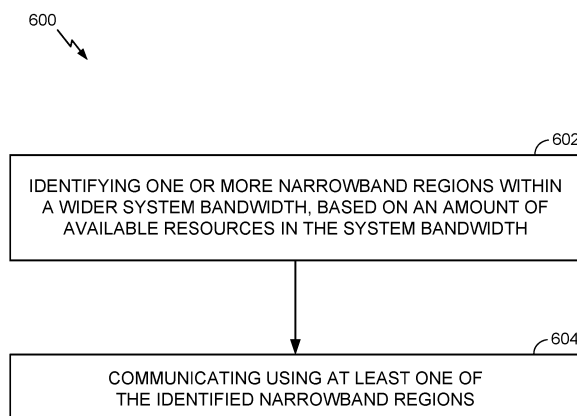 600
602
IDENTIFYING ONE OR MORE NARROWBAND REGIONS WITHIN
A WIDER SYSTEM BANDWIDTH, BASED ON AN AMOUNT OF
AVAILABLE RESOURCES IN THE SYSTEM BANDWIDTH
604
COMMUNICATING USING AT LEAST ONE OF
THE IDENTIFIED NARROWBAND REGIONS